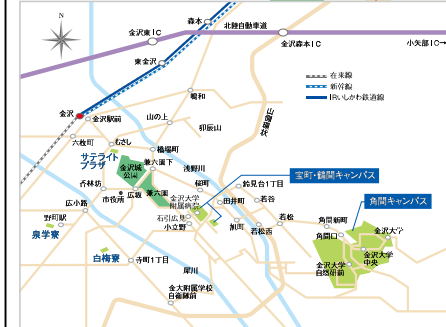 N
森本
北陸自動車道
金沢東IC
金沢森本IC
小矢部IC→
東金沢
在来線
新幹線
IRいしかわ鉄道線
鳴和
金沢
金沢駅前
山の上
卯辰山
六枚町
むさし
橋場町
サテライト
プラザ
金沢城
公園
兼六園下
浅野川
兼六園
宝町・鶴間キャンパス
香林坊
桜町
鈴見台1丁目
市役所
広坂
金沢大学
附属病院
田井町
若谷
角間キャンパス
広小路
石引広見
小立野
旭町
若松
角間新町
野町駅
若松西
角間口
金沢大学
泉学寮
金沢大学
中央
白梅寮
寺町1丁目
犀川
金沢大学
自然研前
金大附属学校
自衛隊前